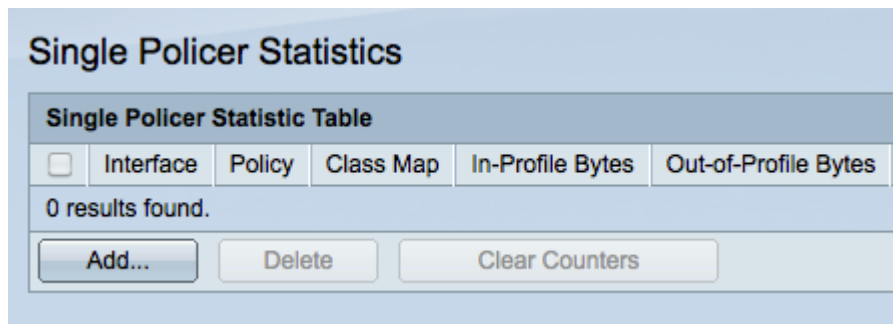 Single Policer Statistics
Single Policer Statistic Table
Interface Policy Class Map In-Profile Bytes Out-of-Profile Bytes
0 results found.
Add... Delete Clear Counters